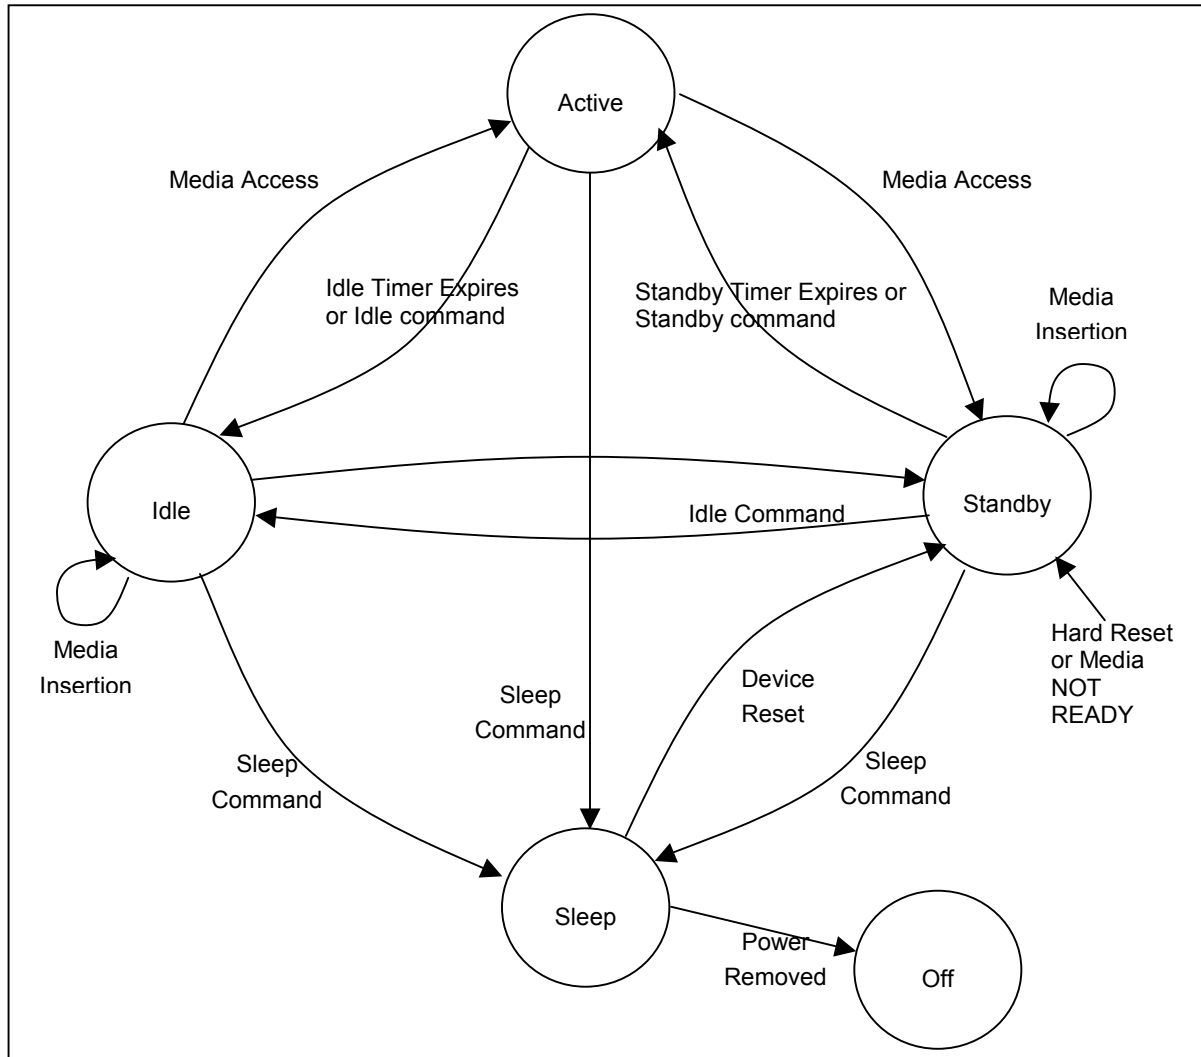 Active
Media Access
Media Access
Idle Timer Expires
or Idle command
Standby Timer Expires or
Standby command
Media
Insertion
Idle
Idle Command
Standby
Media
Insertion
Hard Reset
or Media
NOT
READY
Sleep
Command
Device
Reset
Sleep
Command
Sleep
Command
Sleep
Power
Removed
Off